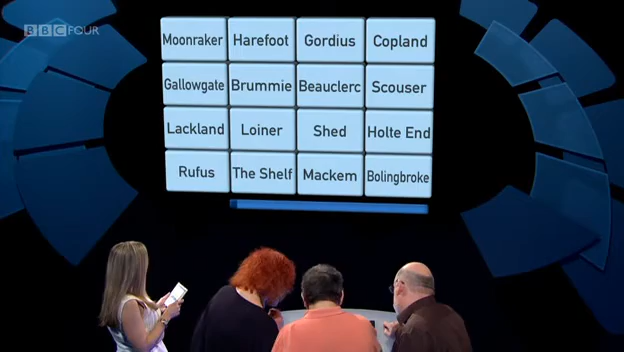 BBC FOUR
Moonraker Harefoot Gordius Copland
Gallowgate Brummie Beauclerc Scouser
Lackland Loiner Shed Holte End
Rufus The Shelf Mackem Bolingbroke